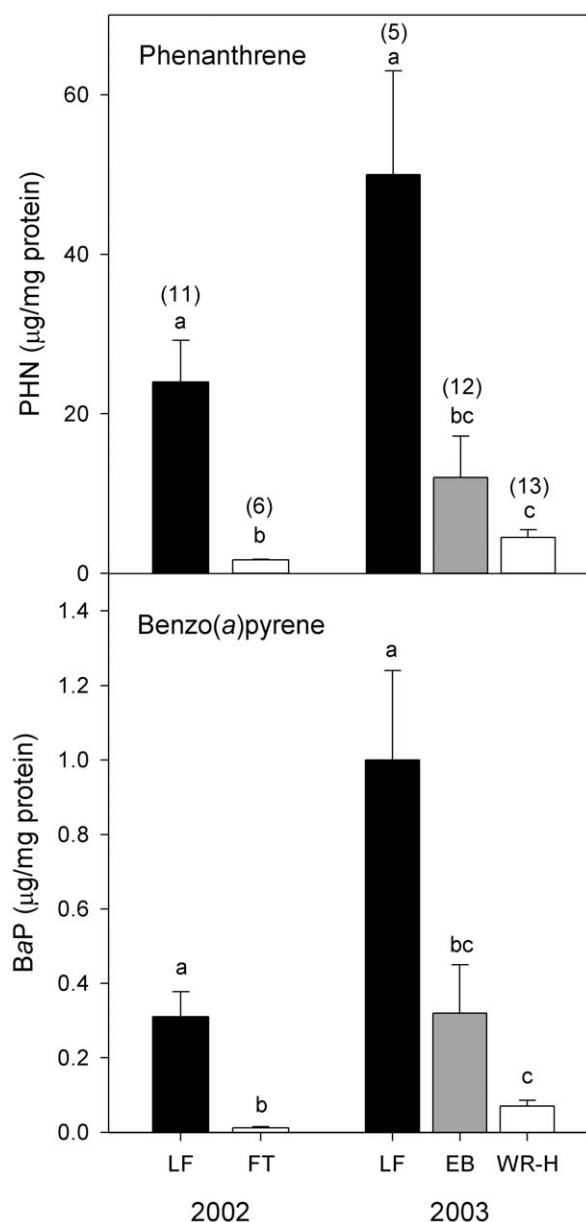 Phenanthrene
(5)
a
60
PHN (µg/mg protein)
40
(11)
a
20
(12)
bc
(6)
b
(13)
c
0
Benzo(a)pyrene
1.4
a
1.2
1.0
BaP (µg/mg protein)
0.8
0.6
bc
a
0.4
0.2
c
b
0.0
LF FT LF EB WR-H
2002 2003